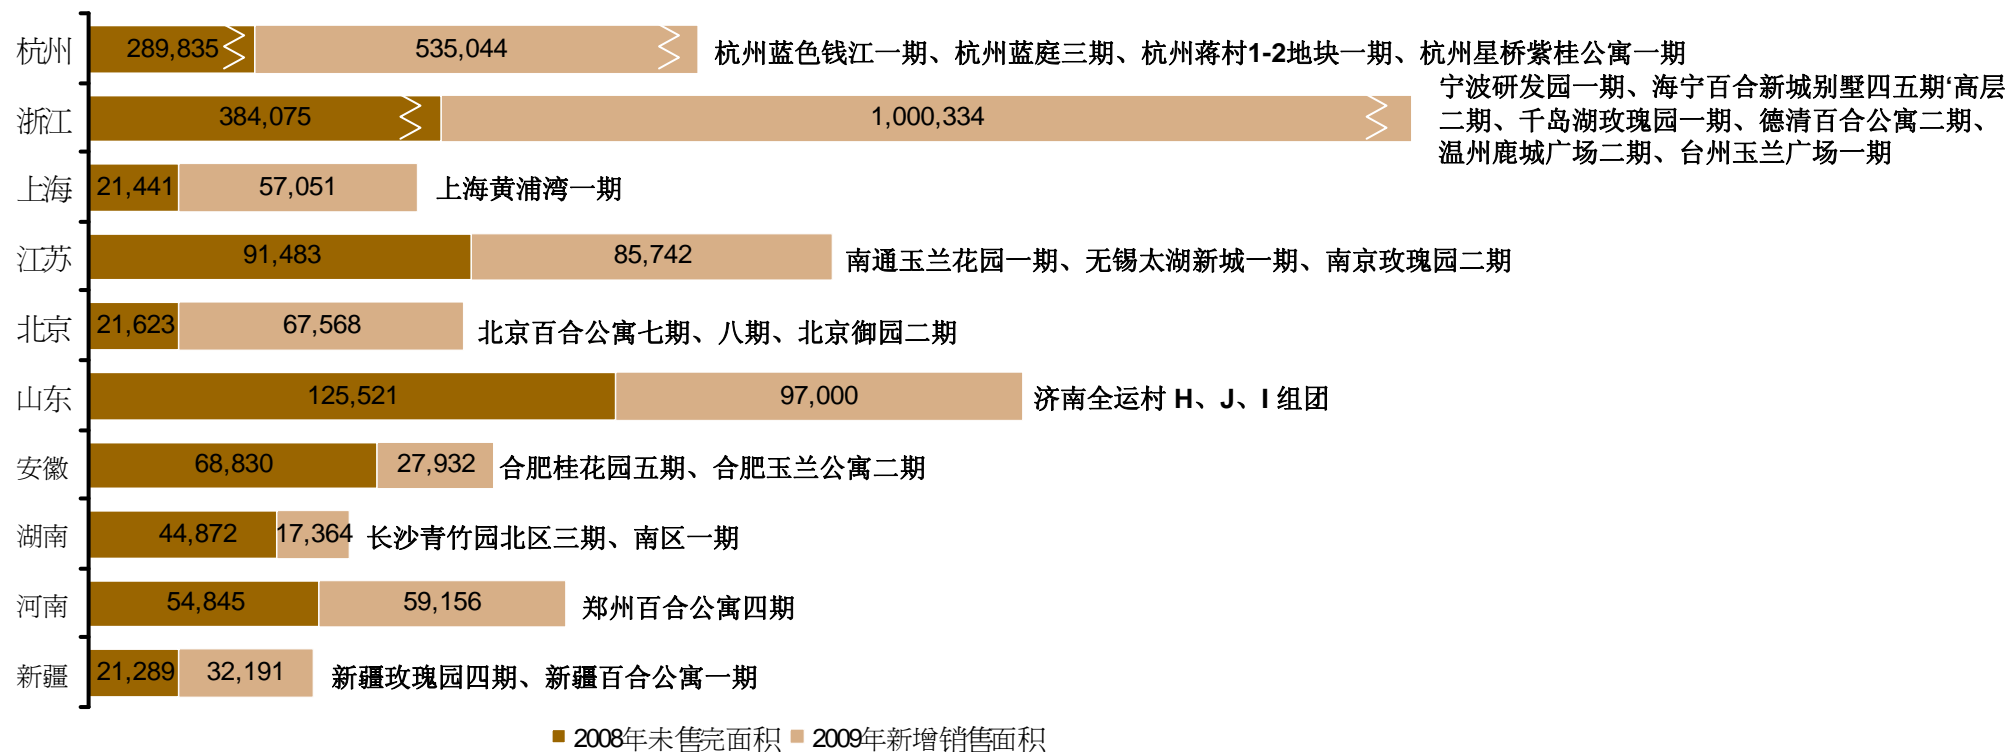 杭州 289,835 535,044 杭州蓝色钱江一期、杭州蓝庭三期、杭州蒋村1-2地块一期、杭州星桥紫桂公寓一期
浙江 384,075 1,000,334 宁波研发园一期、海宁百合新城别墅四五期‘高层
二期、千岛湖玫瑰园一期、德清百合公寓二期、
温州鹿城广场二期、台州玉兰广场一期
上海 21,441 57,051 上海黄浦湾一期
江苏 91,483 85,742 南通玉兰花园一期、无锡太湖新城一期、南京玫瑰园二期
北京 21,623 67,568 北京百合公寓七期、八期、北京御园二期
山东 125,521 97,000 济南全运村 H、J、I 组团
安徽 68,830 27,932 合肥桂花园五期、合肥玉兰公寓二期
湖南 44,872 17,364 长沙青竹园北区三期、南区一期
河南 54,845 59,156 郑州百合公寓四期
新疆 21,289 32,191 新疆玫瑰园四期、新疆百合公寓一期
2008年未售完面积 2009年新增销售面积